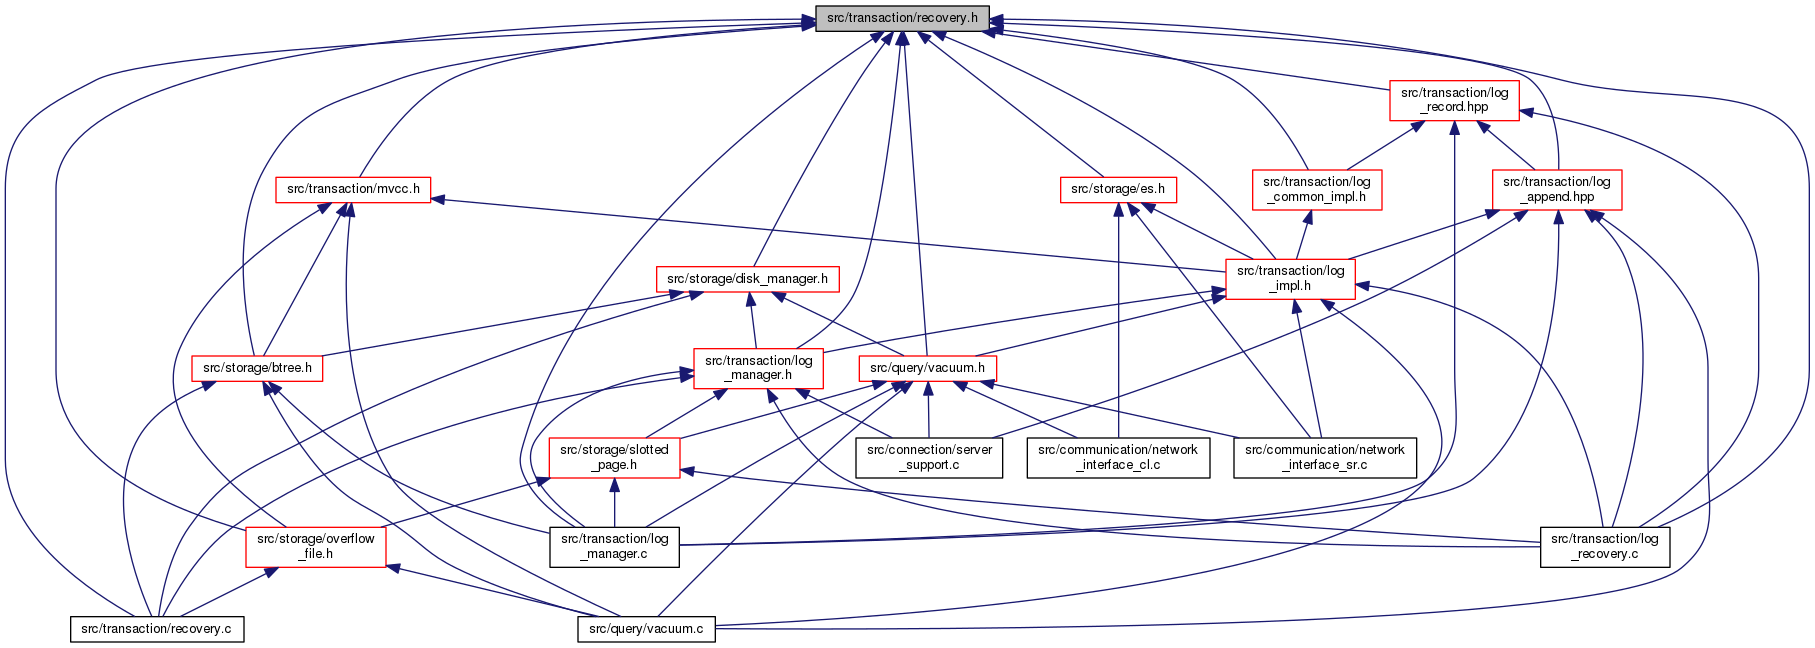 src/transaction/recovery.h
src/transaction/log
_record.hpp
src/transaction/mvcc.h
src/storage/es.h
src/transaction/log
_common_impl.h
src/transaction/log
_append.hpp
src/storage/disk_manager.h
src/transaction/log
_impl.h
src/storage/btree.h
src/transaction/log
_manager.h
src/query/vacuum.h
src/storage/slotted
_page.h
src/connection/server
_support.c
src/communication/network
_interface_cl.c
src/communication/network
_interface_sr.c
src/storage/overflow
_file.h
src/transaction/log
_manager.c
src/transaction/log
_recovery.c
src/transaction/recovery.c
src/query/vacuum.c